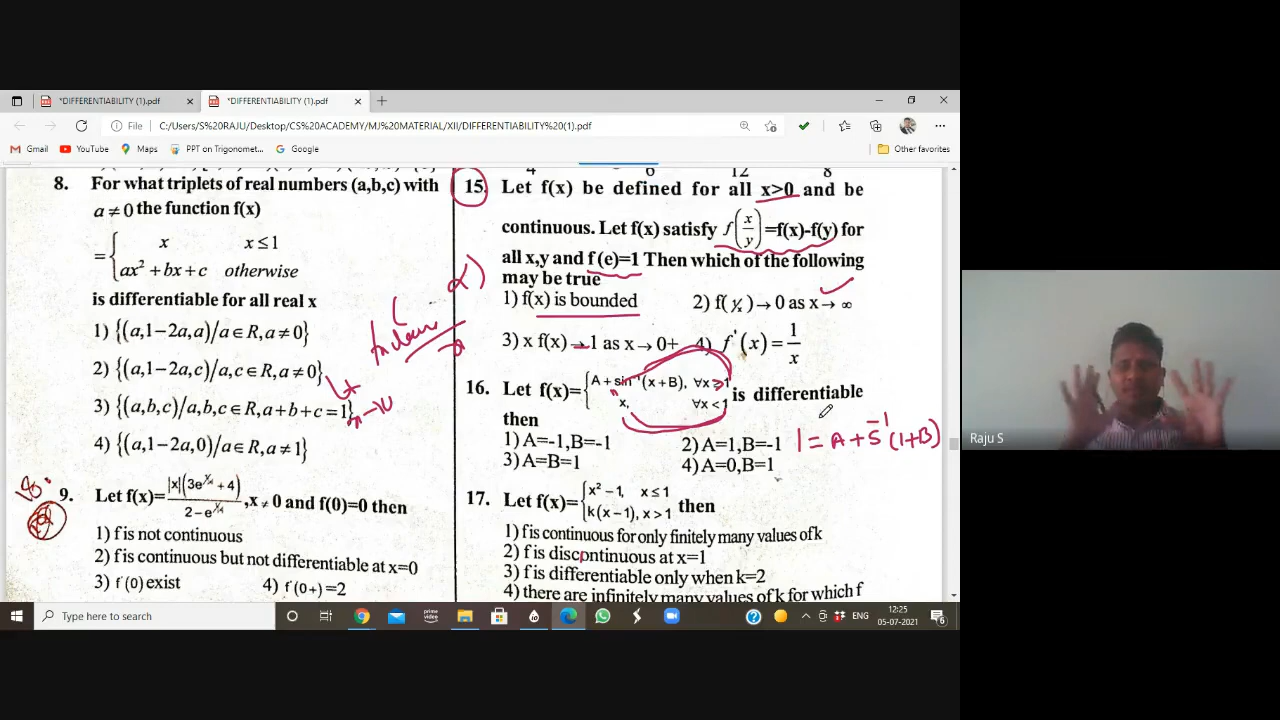 *DIFFERENTIABILITY (1).pdf
*DIFFERENTIABILITY (1).pdf
File
C:/Users/S%20RAJU/Desktop/CS%20ACADEMY/MJ%20MATERIAL/XII/DIFFERENTIABILITY%20(1).pdf
Gmail
YouTube
Maps
PPT on Trigonomet...
Google
Other favorites
8. For what triplets of real numbers (a,b,c) with
a ≠ 0 the function f(x)
= { x x ≤ 1
ax² + bx + c otherwise
is differentiable for all real x
1) {(a,1−2a,a)/a∈R,a≠0}
2) {(a,1−2a,c)/a,c∈R,a≠0}
3) {(a,b,c)/a,b,c∈R,a+b+c=1}
4) {(a,1−2a,0)/a∈R,a≠1}
18.
9. Let f(x)= |x|(3e^(1/x)+4) / 2−e^(1/x) ,x ≠ 0 and f(0)=0 then
1) f is not continuous
2) f is continuous but not differentiable at x=0
3) f'(0) exist 4) f'(0+)=2
12 8
15. Let f(x) be defined for all x>0 and be
continuous. Let f(x) satisfy f(x/y)=f(x)-f(y) for
all x,y and f(e)=1 Then which of the following
may be true
1) f(x) is bounded 2) f(1/x)→0 as x→∞
3) x f(x)→1 as x→0+ 4) f'(x)=1/x
16. Let f(x)={ A+sin⁻¹(x+B), ∀x≥1
x, ∀x<1 is differentiable
then
1) A=-1,B=-1 2) A=1,B=-1
3) A=B=1 4) A=0,B=1
1 = A + S⁻¹(1+B)
17. Let f(x)={ x²−1, x≤1
k(x−1), x>1 then
1) f is continuous for only finitely many values of k
2) f is discontinuous at x=1
3) f is differentiable only when k=2
4) there are infinitely many values of k for which f
Raju S
Type here to search
prime video
ENG
12:25
05-07-2021
6